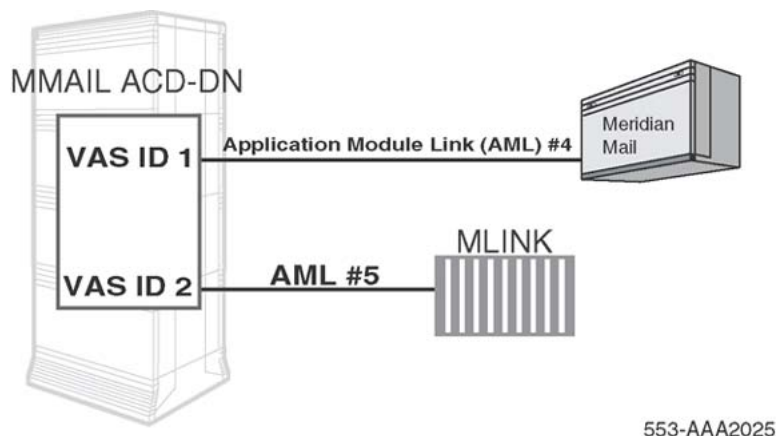 MMAIL ACD-DN
VAS ID 1
Application Module Link (AML) #4
Meridian
Mail
VAS ID 2
AML #5
MLINK
553-AAA2025